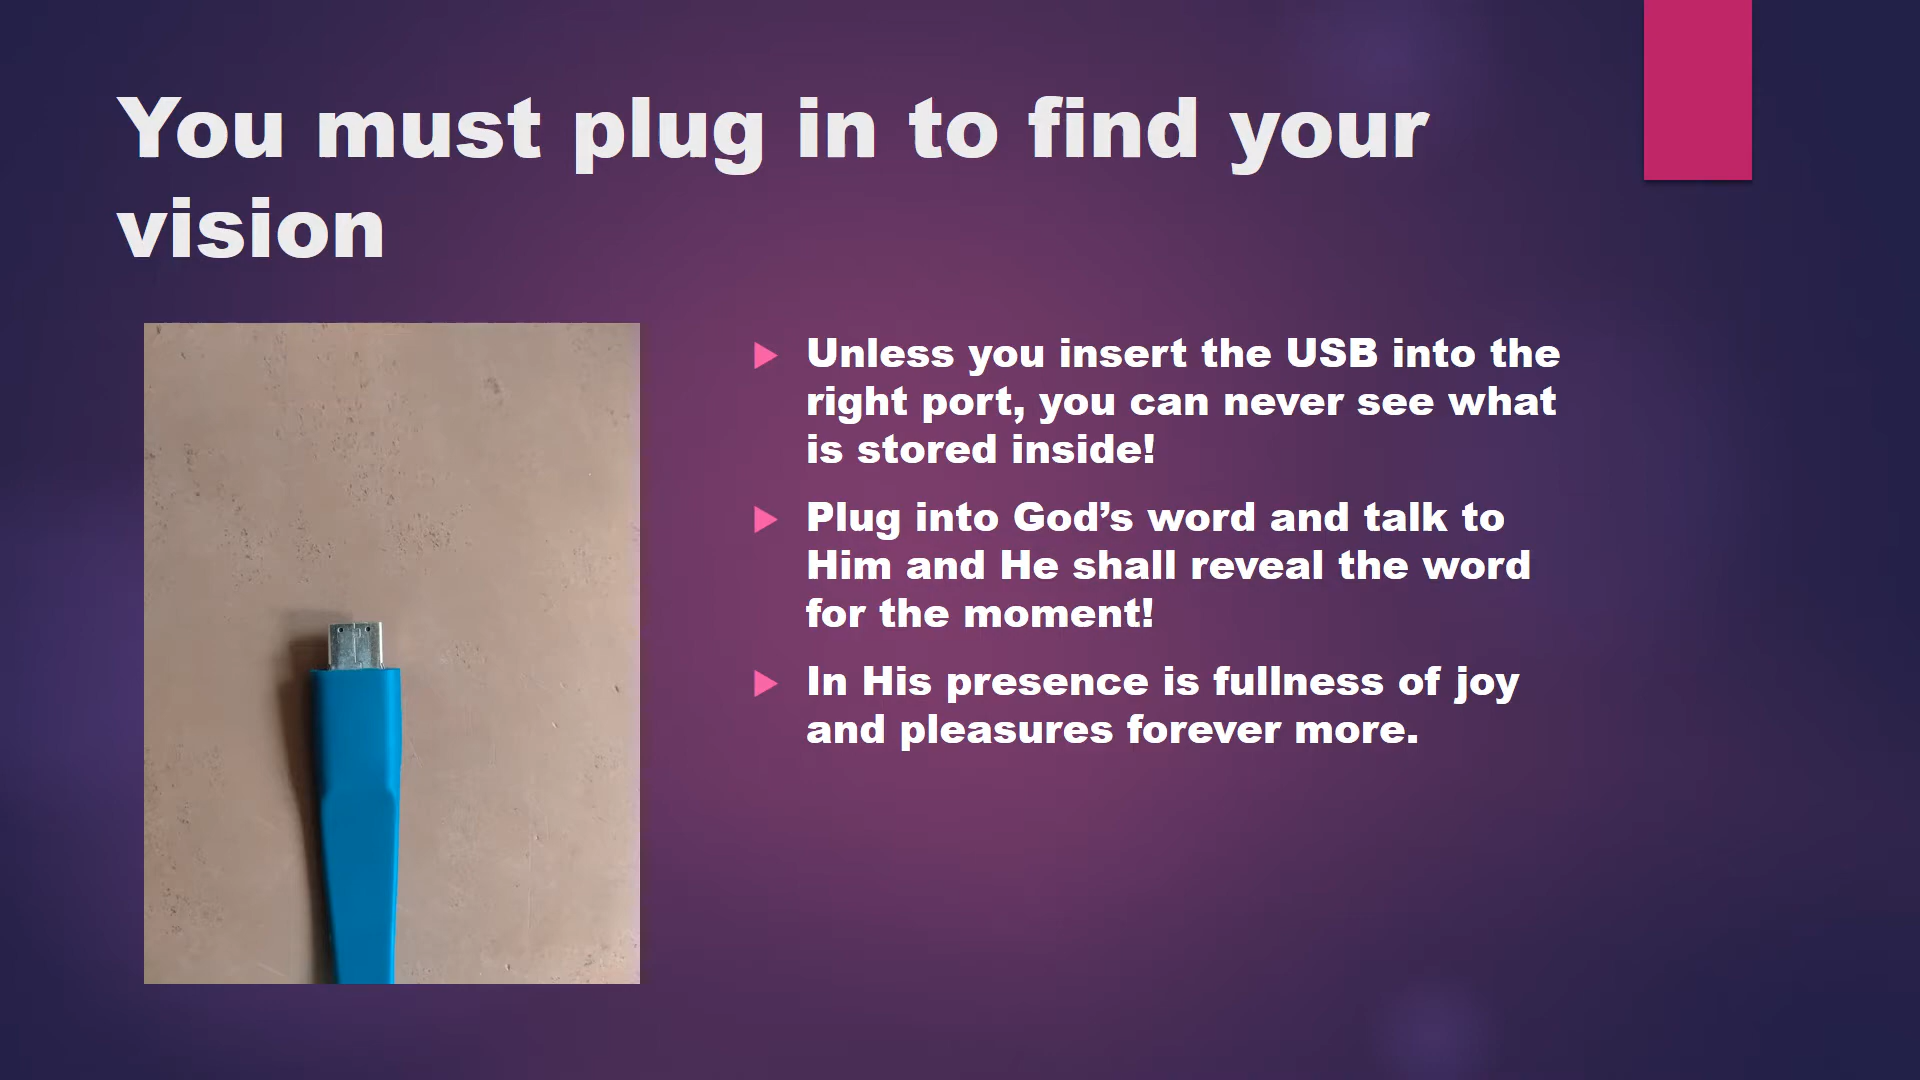 You must plug in to find your
vision
Unless you insert the USB into the
right port, you can never see what
is stored inside!
Plug into God’s word and talk to
Him and He shall reveal the word
for the moment!
In His presence is fullness of joy
and pleasures forever more.